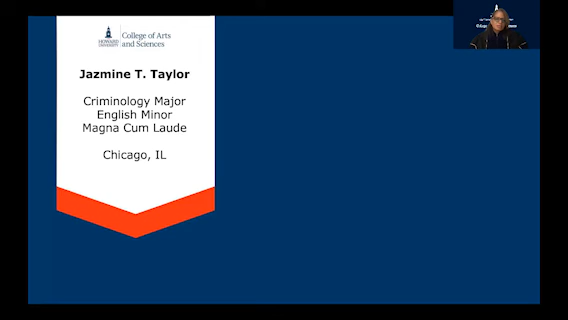 HOWARD
UNIVERSITY
College of Arts
and Sciences
Jazmine T. Taylor
Criminology Major
English Minor
Magna Cum Laude
Chicago, IL